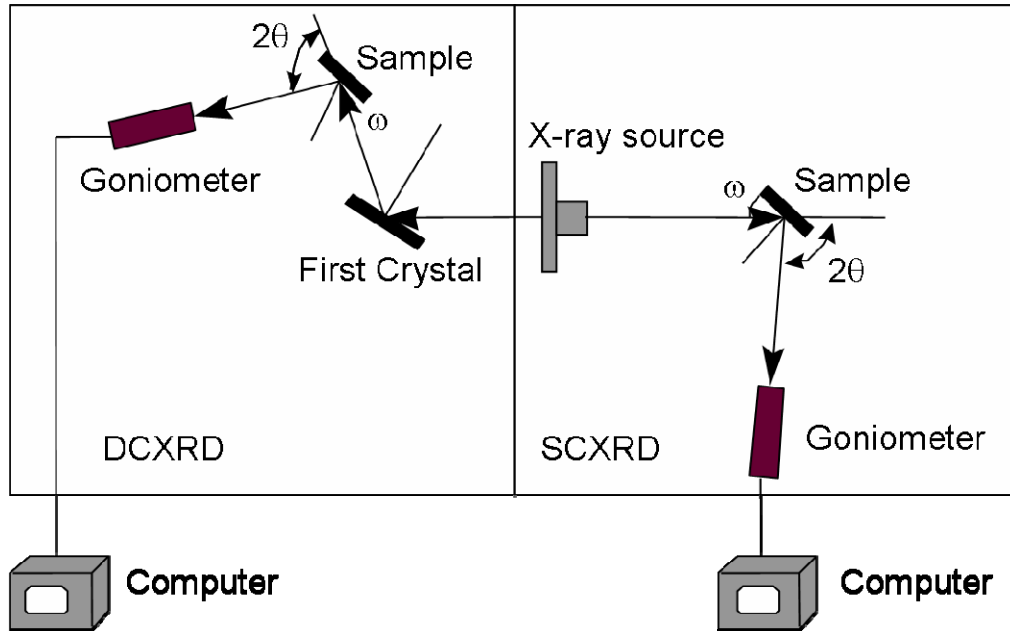 2θ
Sample
ω
Goniometer
First Crystal
DCXRD
X-ray source
ω
Sample
2θ
Goniometer
SCXRD
Computer
Computer